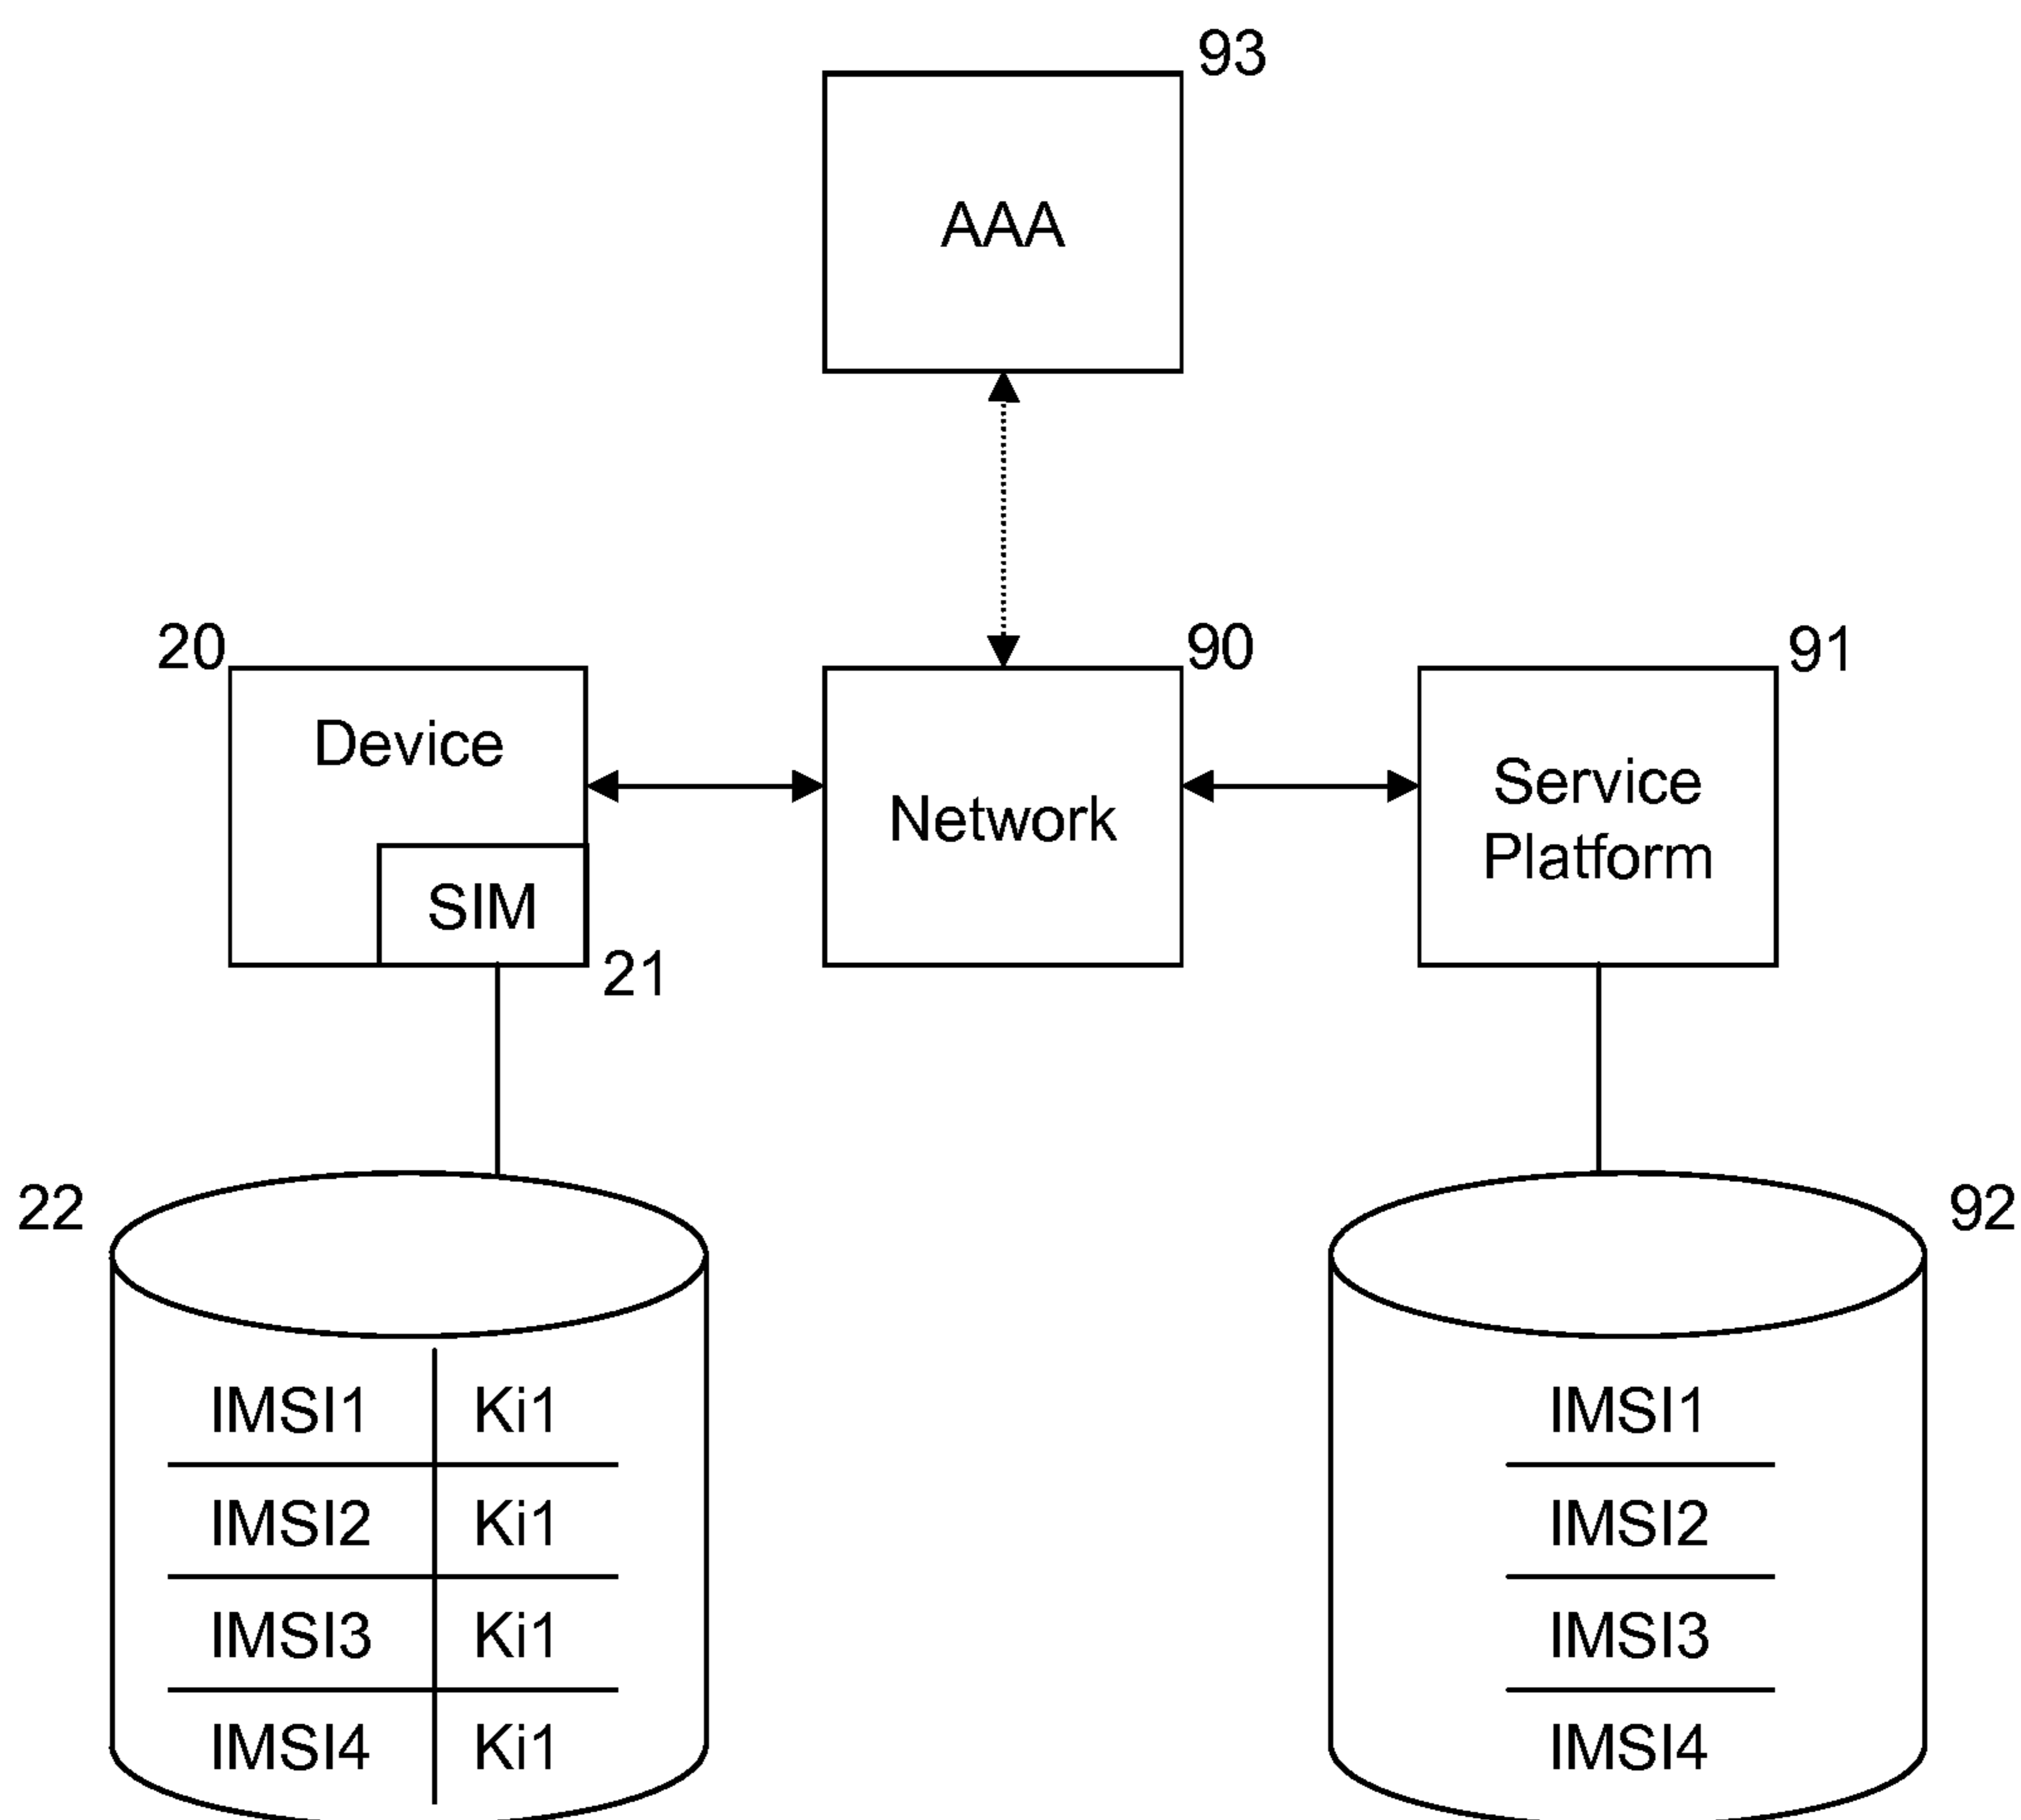 93
AAA
20
90
91
Device
Network
Service
Platform
SIM
21
22
92
IMSI1 Ki1
IMSI2 Ki1
IMSI3 Ki1
IMSI4 Ki1
IMSI1
IMSI2
IMSI3
IMSI4